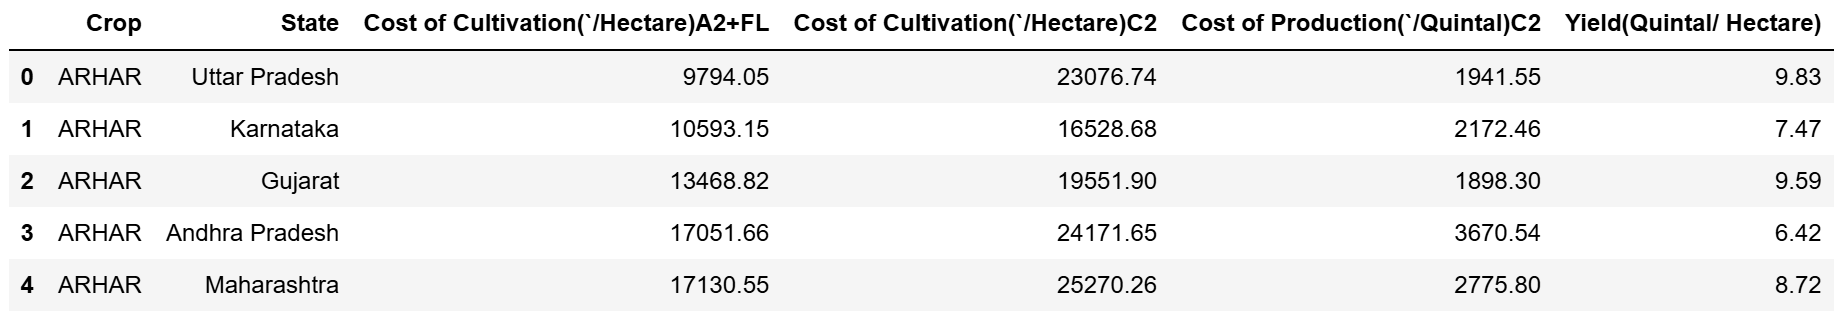 Crop State Cost of Cultivation(`/Hectare)A2+FL Cost of Cultivation(`/Hectare)C2 Cost of Production(`/Quintal)C2 Yield(Quintal/ Hectare)
0 ARHAR Uttar Pradesh 9794.05 23076.74 1941.55 9.83
1 ARHAR Karnataka 10593.15 16528.68 2172.46 7.47
2 ARHAR Gujarat 13468.82 19551.90 1898.30 9.59
3 ARHAR Andhra Pradesh 17051.66 24171.65 3670.54 6.42
4 ARHAR Maharashtra 17130.55 25270.26 2775.80 8.72